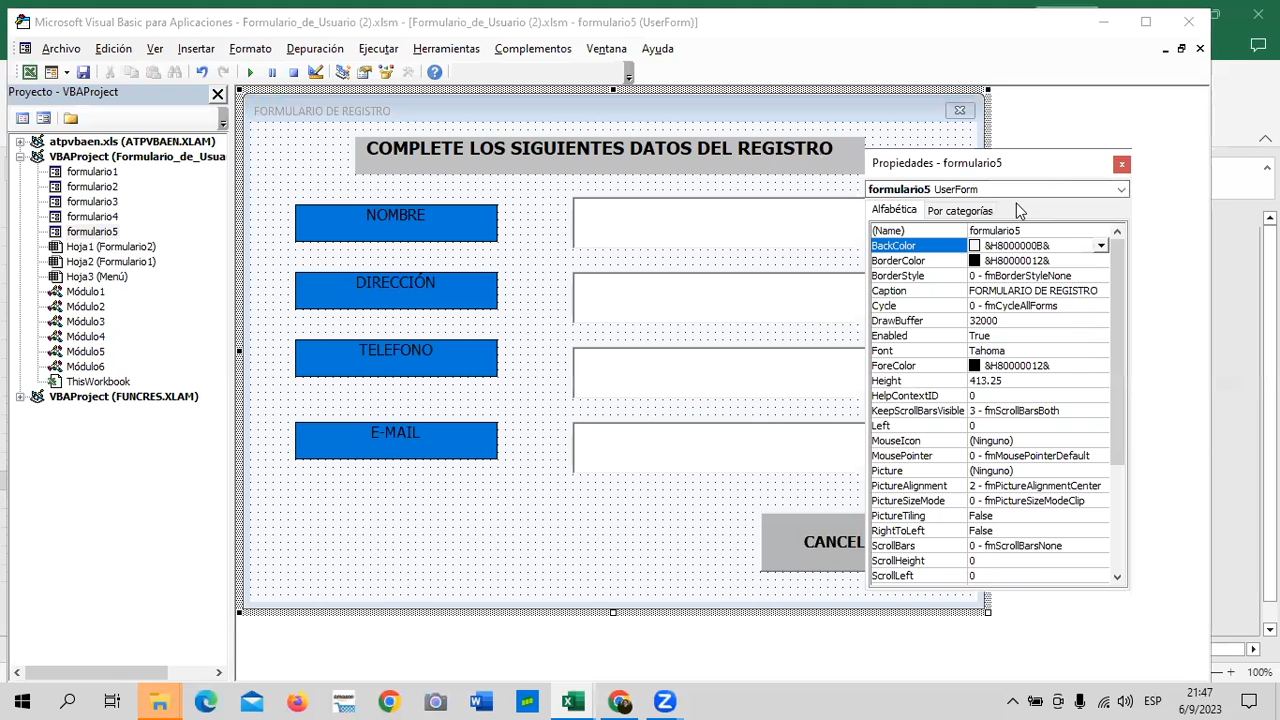 Microsoft Visual Basic para Aplicaciones - Formulario_de_Usuario (2).xlsm - [Formulario_de_Usuario (2).xlsm - formulario5 (UserForm)]
Archivo Edición Ver Insertar Formato Depuración Ejecutar Herramientas Complementos Ventana Ayuda
Proyecto - VBAProject
atpvbaen.xls (ATPVBAEN.XLAM)
VBAProject (Formulario_de_Usua
formulario1
formulario2
formulario3
formulario4
formulario5
Hoja1 (Formulario2)
Hoja2 (Formulario1)
Hoja3 (Menú)
Módulo1
Módulo2
Módulo3
Módulo4
Módulo5
Módulo6
ThisWorkbook
VBAProject (FUNCRES.XLAM)
FORMULARIO DE REGISTRO
COMPLETE LOS SIGUIENTES DATOS DEL REGISTRO
NOMBRE
DIRECCIÓN
TELEFONO
E-MAIL
CANCEL
Propiedades - formulario5
formulario5 UserForm
Alfabética Por categorías
(Name) formulario5
BackColor &H8000000B&
BorderColor &H80000012&
BorderStyle 0 - fmBorderStyleNone
Caption FORMULARIO DE REGISTRO
Cycle 0 - fmCycleAllForms
DrawBuffer 32000
Enabled True
Font Tahoma
ForeColor &H80000012&
Height 413.25
HelpContextID 0
KeepScrollBarsVisible 3 - fmScrollBarsBoth
Left 0
MouseIcon (Ninguno)
MousePointer 0 - fmMousePointerDefault
Picture (Ninguno)
PictureAlignment 2 - fmPictureAlignmentCenter
PictureSizeMode 0 - fmPictureSizeModeClip
PictureTiling False
RightToLeft False
ScrollBars 0 - fmScrollBarsNone
ScrollHeight 0
ScrollLeft 0
100%
ESP
21:47
6/9/2023